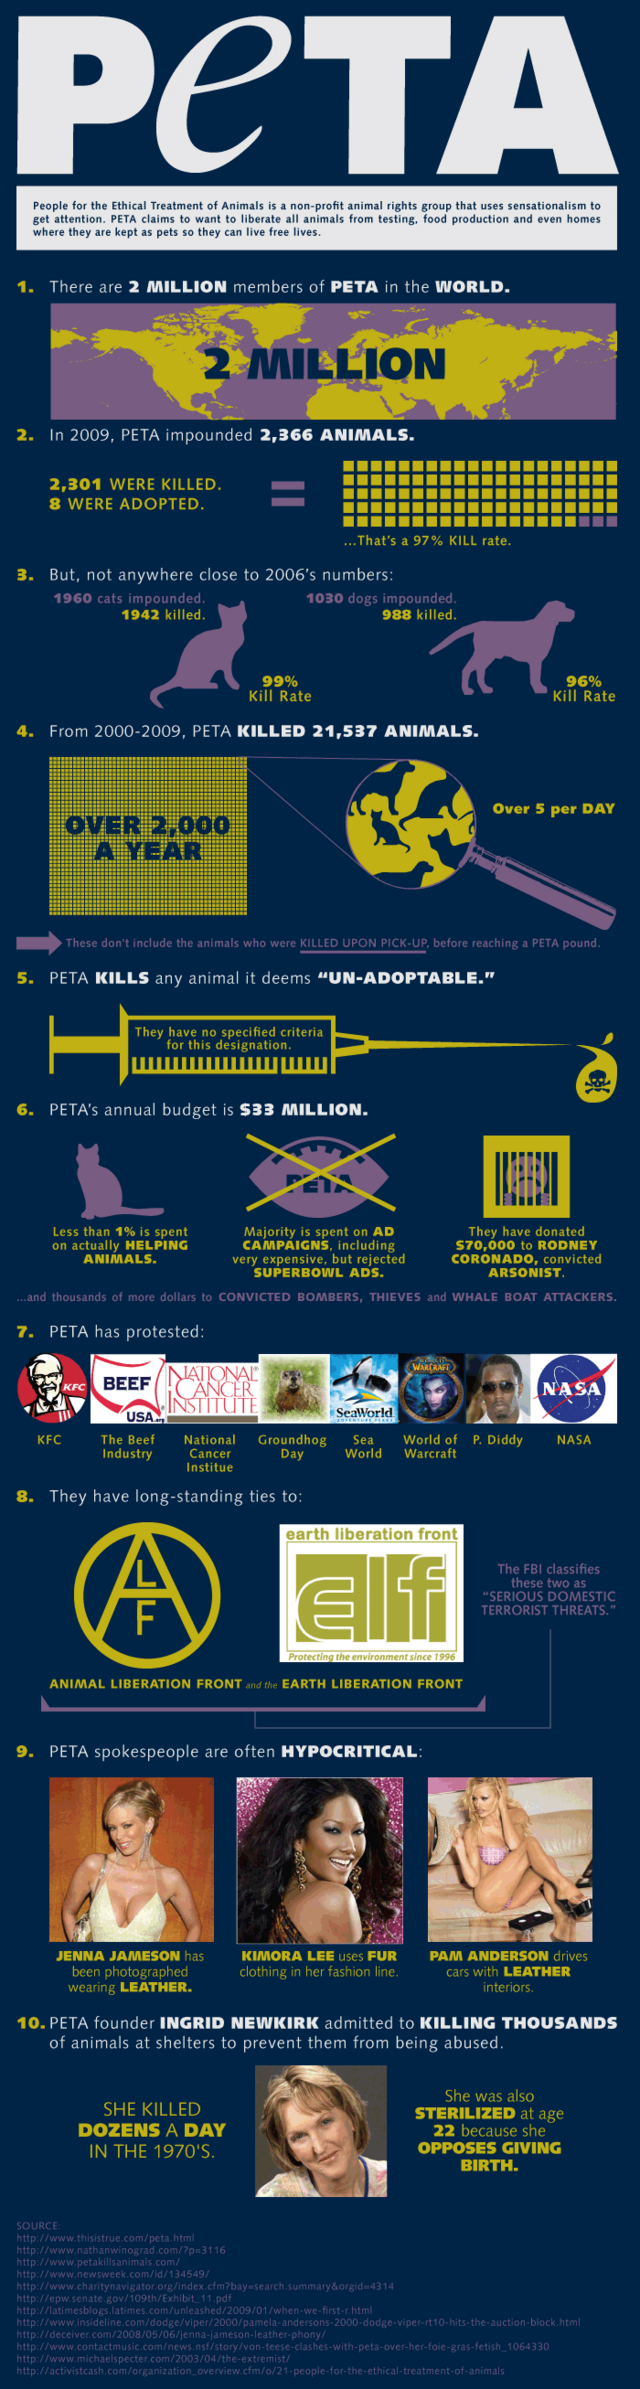 PeTA
People for the Ethical Treatment of Animals is a non-profit animal rights group that uses sensationalism to
get attention. PETA claims to want to liberate all animals from testing, food production and even homes
where they are kept as pets so they can live free lives.
1. There are 2 MILLION members of PETA in the WORLD.
2 MILLION
2. In 2009, PETA impounded 2,366 ANIMALS.
2,301 WERE KILLED.
8 WERE ADOPTED.
...That's a 97% KILL rate.
3. But, not anywhere close to 2006's numbers:
1960 cats impounded.
1942 killed.
99%
Kill Rate
1030 dogs impounded.
988 killed.
96%
Kill Rate
4. From 2000-2009, PETA KILLED 21,537 ANIMALS.
OVER 2,000
A YEAR
Over 5 per DAY
These don't include the animals who were KILLED UPON PICK-UP, before reaching a PETA pound.
5. PETA KILLS any animal it deems “UN-ADOPTABLE.”
They have no specified criteria
for this designation.
6. PETA's annual budget is $33 MILLION.
PETA
Less than 1% is spent
on actually HELPING
ANIMALS.
Majority is spent on AD
CAMPAIGNS, including
very expensive, but rejected
SUPERBOWL ADS.
They have donated
$70,000 to RODNEY
CORONADO, convicted
ARSONIST.
...and thousands of more dollars to CONVICTED BOMBERS, THIEVES and WHALE BOAT ATTACKERS.
7. PETA has protested:
KFC
BEEF
USA.org
NATIONAL
CANCER
INSTITUTE
SeaWorld
ADVENTURE PARKS
WORLD OF
WARCRAFT
NASA
KFC
The Beef
Industry
National
Cancer
Institue
Groundhog
Day
Sea
World
World of
Warcraft
P. Diddy
NASA
8. They have long-standing ties to:
A
L
F
earth liberation front
elf
Protecting the environment since 1996
The FBI classifies
these two as
“SERIOUS DOMESTIC
TERRORIST THREATS.”
ANIMAL LIBERATION FRONT and the EARTH LIBERATION FRONT
9. PETA spokespeople are often HYPOCRITICAL:
JENNA JAMESON has
been photographed
wearing LEATHER.
KIMORA LEE uses FUR
clothing in her fashion line.
PAM ANDERSON drives
cars with LEATHER
interiors.
10. PETA founder INGRID NEWKIRK admitted to KILLING THOUSANDS
of animals at shelters to prevent them from being abused.
SHE KILLED
DOZENS A DAY
IN THE 1970'S.
She was also
STERILIZED at age
22 because she
OPPOSES GIVING
BIRTH.
SOURCE:
http://www.thisistrue.com/peta.html
http://www.nathanwinograd.com/?p=3116
http://www.petakillsanimals.com/
http://www.newsweek.com/id/134549/
http://www.charitynavigator.org/index.cfm?bay=search.summary&orgid=4314
http://epw.senate.gov/109th/Exhibit_11.pdf
http://latimesblogs.latimes.com/unleashed/2009/01/when-we-first-r.html
http://www.insideline.com/dodge/viper/2000/pamela-andersons-2000-dodge-viper-rt10-hits-the-auction-block.html
http://deceiver.com/2008/05/06/jenna-jameson-leather-phony/
http://www.contactmusic.com/news.nsf/story/von-teese-clashes-with-peta-over-her-foie-gras-fetish_1064330
http://www.michaelspecter.com/2003/04/the-extremist/
http://activistcash.com/organization_overview.cfm/o/21-people-for-the-ethical-treatment-of-animals